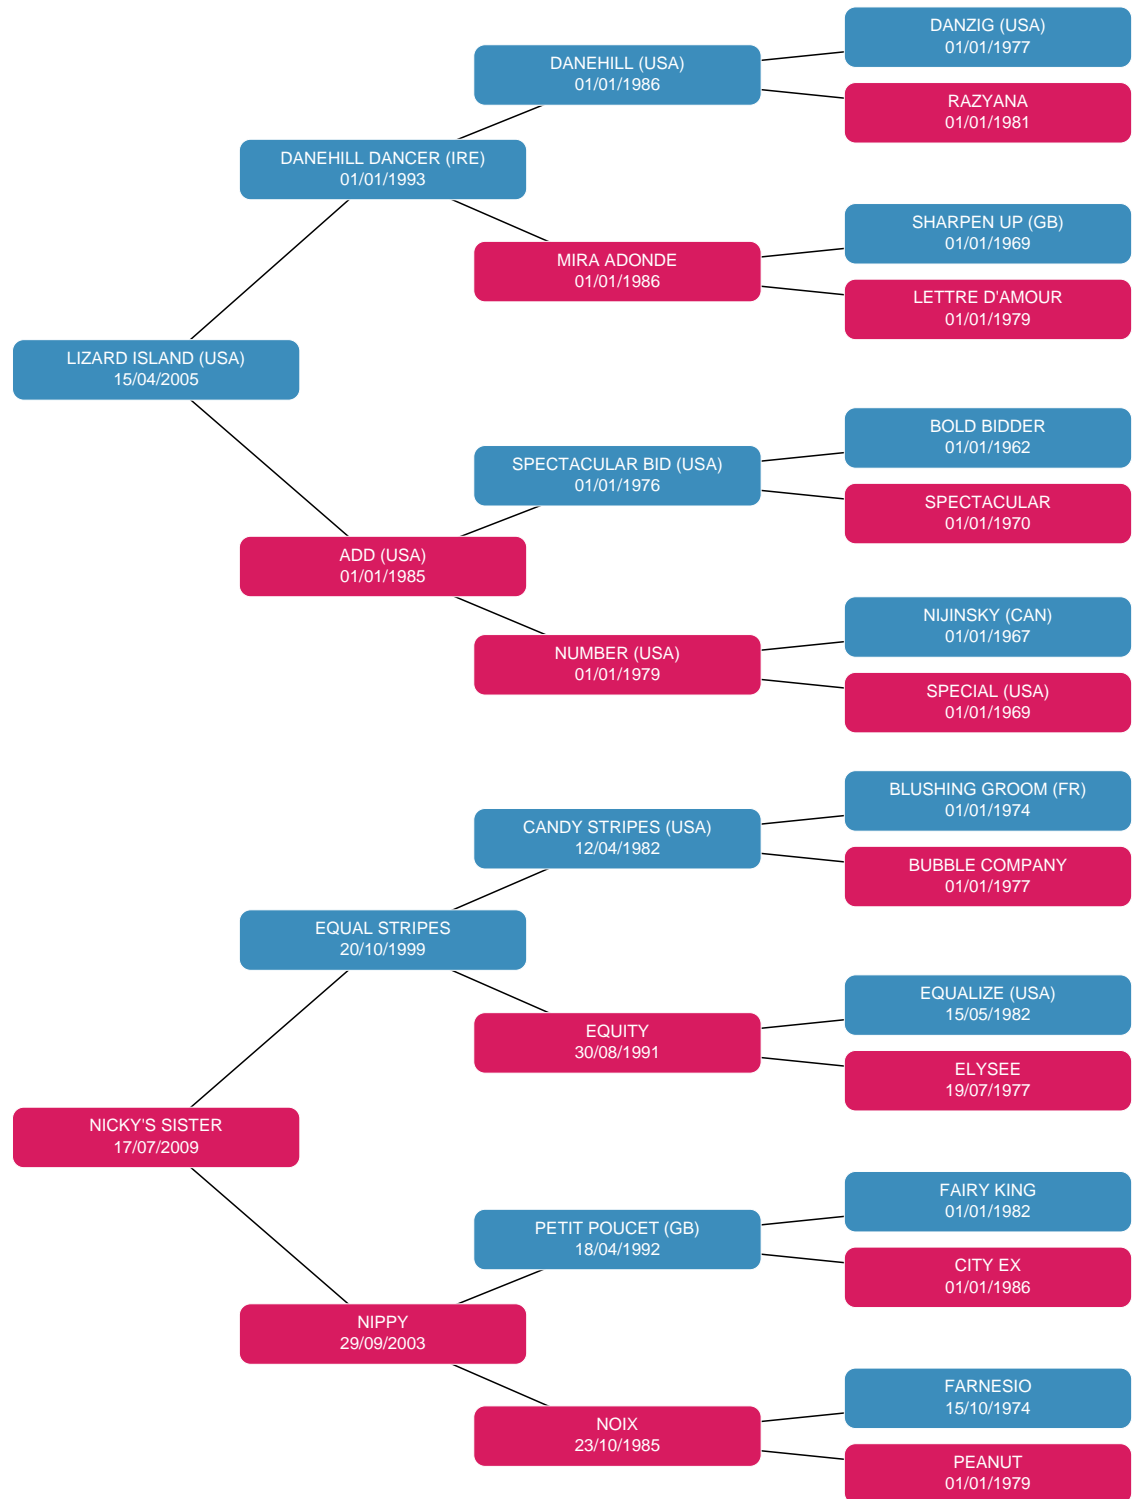 DANZIG (USA)
01/01/1977
DANEHILL (USA)
01/01/1986
RAZYANA
01/01/1981
DANEHILL DANCER (IRE)
01/01/1993
SHARPEN UP (GB)
01/01/1969
MIRA ADONDE
01/01/1986
LETTRE D'AMOUR
01/01/1979
LIZARD ISLAND (USA)
15/04/2005
BOLD BIDDER
01/01/1962
SPECTACULAR BID (USA)
01/01/1976
SPECTACULAR
01/01/1970
ADD (USA)
01/01/1985
NIJINSKY (CAN)
01/01/1967
NUMBER (USA)
01/01/1979
SPECIAL (USA)
01/01/1969
BLUSHING GROOM (FR)
01/01/1974
CANDY STRIPES (USA)
12/04/1982
BUBBLE COMPANY
01/01/1977
EQUAL STRIPES
20/10/1999
EQUALIZE (USA)
15/05/1982
EQUITY
30/08/1991
ELYSEE
19/07/1977
NICKY'S SISTER
17/07/2009
FAIRY KING
01/01/1982
PETIT POUCET (GB)
18/04/1992
CITY EX
01/01/1986
NIPPY
29/09/2003
FARNESIO
15/10/1974
NOIX
23/10/1985
PEANUT
01/01/1979